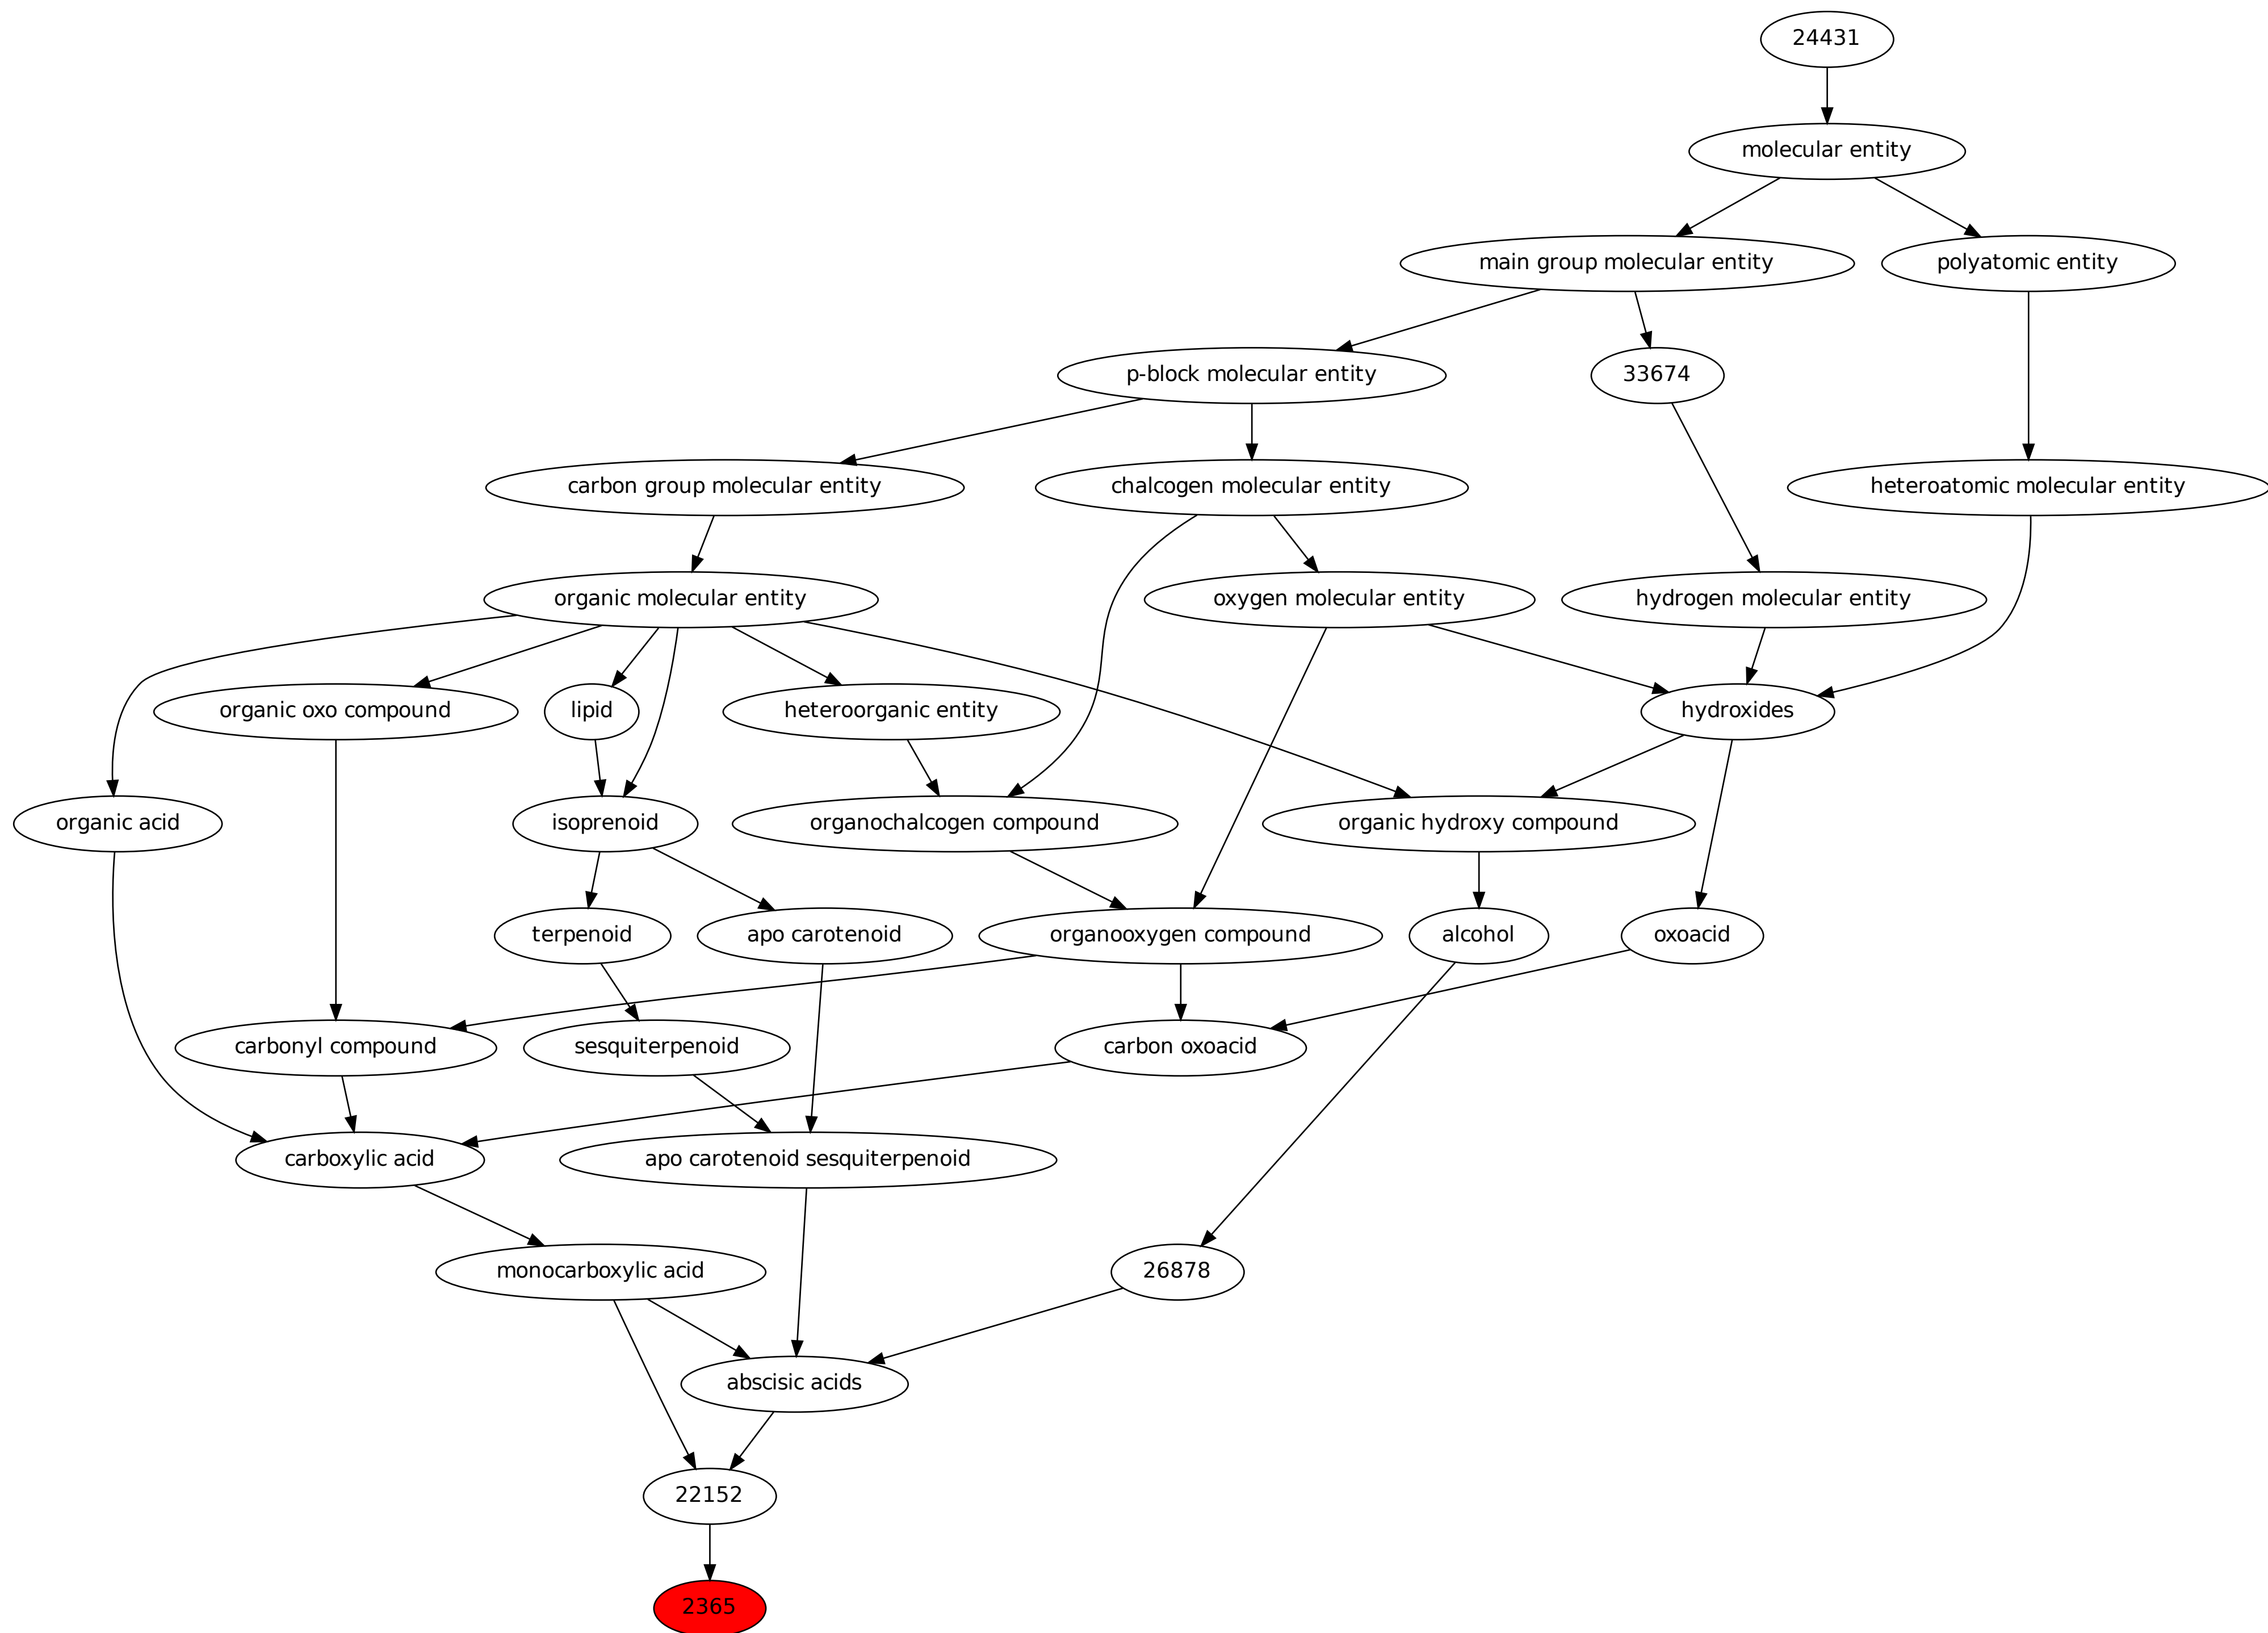 24431
molecular entity
main group molecular entity
polyatomic entity
p-block molecular entity
33674
carbon group molecular entity
chalcogen molecular entity
heteroatomic molecular entity
organic molecular entity
oxygen molecular entity
hydrogen molecular entity
organic oxo compound
lipid
heteroorganic entity
hydroxides
organic acid
isoprenoid
organochalcogen compound
organic hydroxy compound
terpenoid
apo carotenoid
organooxygen compound
alcohol
oxoacid
carbonyl compound
sesquiterpenoid
carbon oxoacid
carboxylic acid
apo carotenoid sesquiterpenoid
monocarboxylic acid
26878
abscisic acids
22152
2365